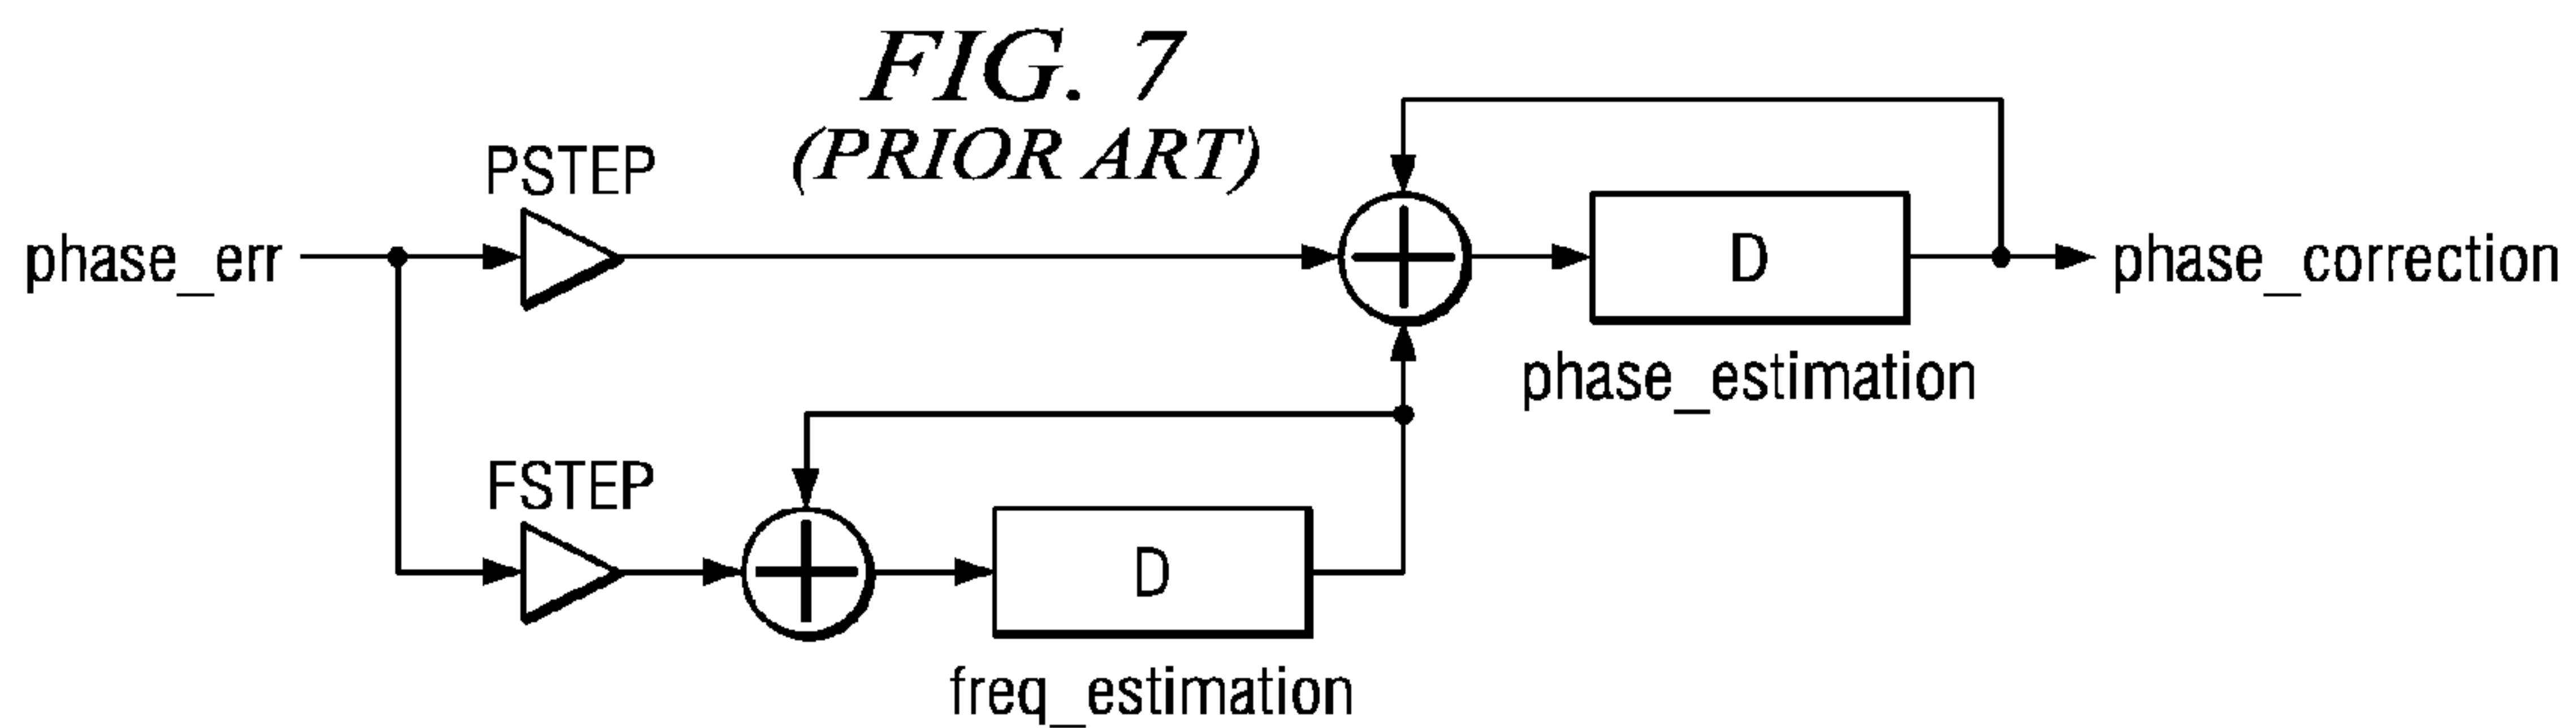 FIG. 7
(PRIOR ART)
PSTEP
phase_err
D
phase_correction
phase_estimation
FSTEP
D
freq_estimation